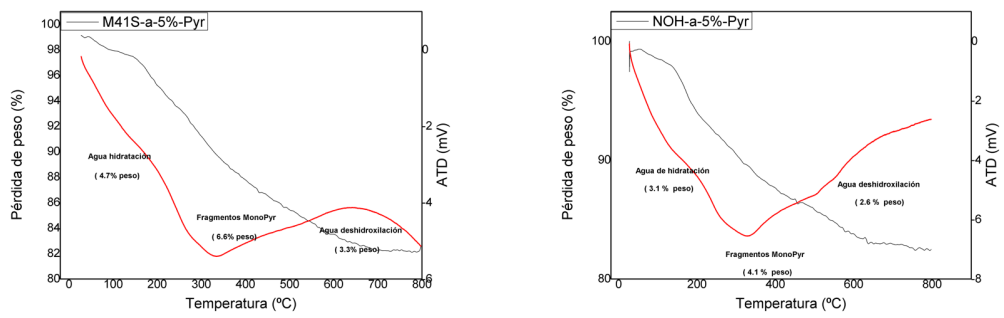 M41S-a-5%-Pyr
100
98
96
94
92
90
88
86
84
82
80
Pérdida de peso (%)
0
-2
-4
-6
ATD (mV)
Agua hidratación
( 4.7% peso)
Fragmentos MonoPyr
( 6.6% peso)
Agua deshidroxilación
( 3.3% peso)
0 100 200 300 400 500 600 700 800
Temperatura (ºC)
NOH-a-5%-Pyr
100
90
80
Pérdida de peso (%)
0
-2
-4
-6
-8
ATD (mV)
Agua de hidratación
( 3.1 % peso)
Agua deshidroxilación
( 2.6 % peso)
Fragmentos MonoPyr
( 4.1 % peso)
0 200 400 600 800
Temperatura (ºC)